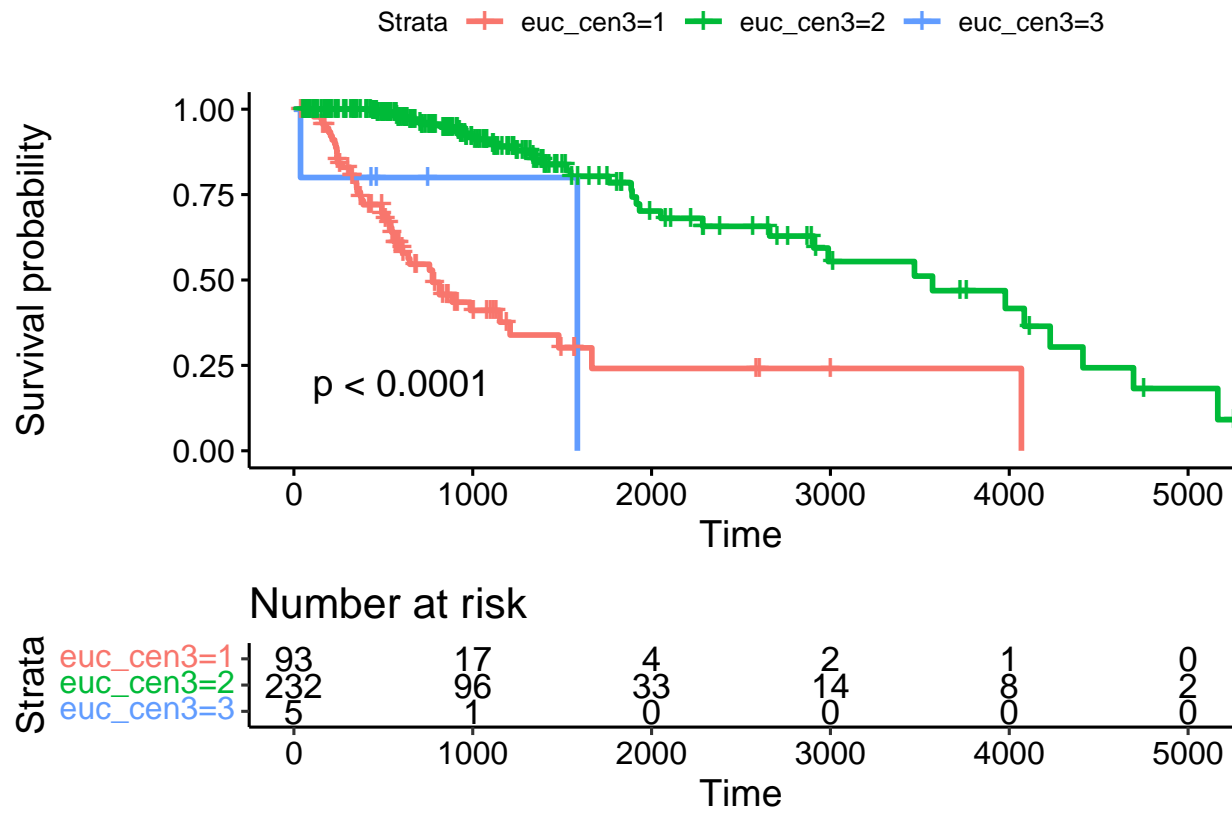 Strata euc_cen3=1 euc_cen3=2 euc_cen3=3
1.00
0.75
0.50
0.25
0.00
Survival probability
p < 0.0001
0 1000 2000 3000 4000 5000
Time
Number at risk
Strata
euc_cen3=1 93 17 4 2 1 0
euc_cen3=2 232 96 33 14 8 2
euc_cen3=3 5 1 0 0 0 0
0 1000 2000 3000 4000 5000
Time